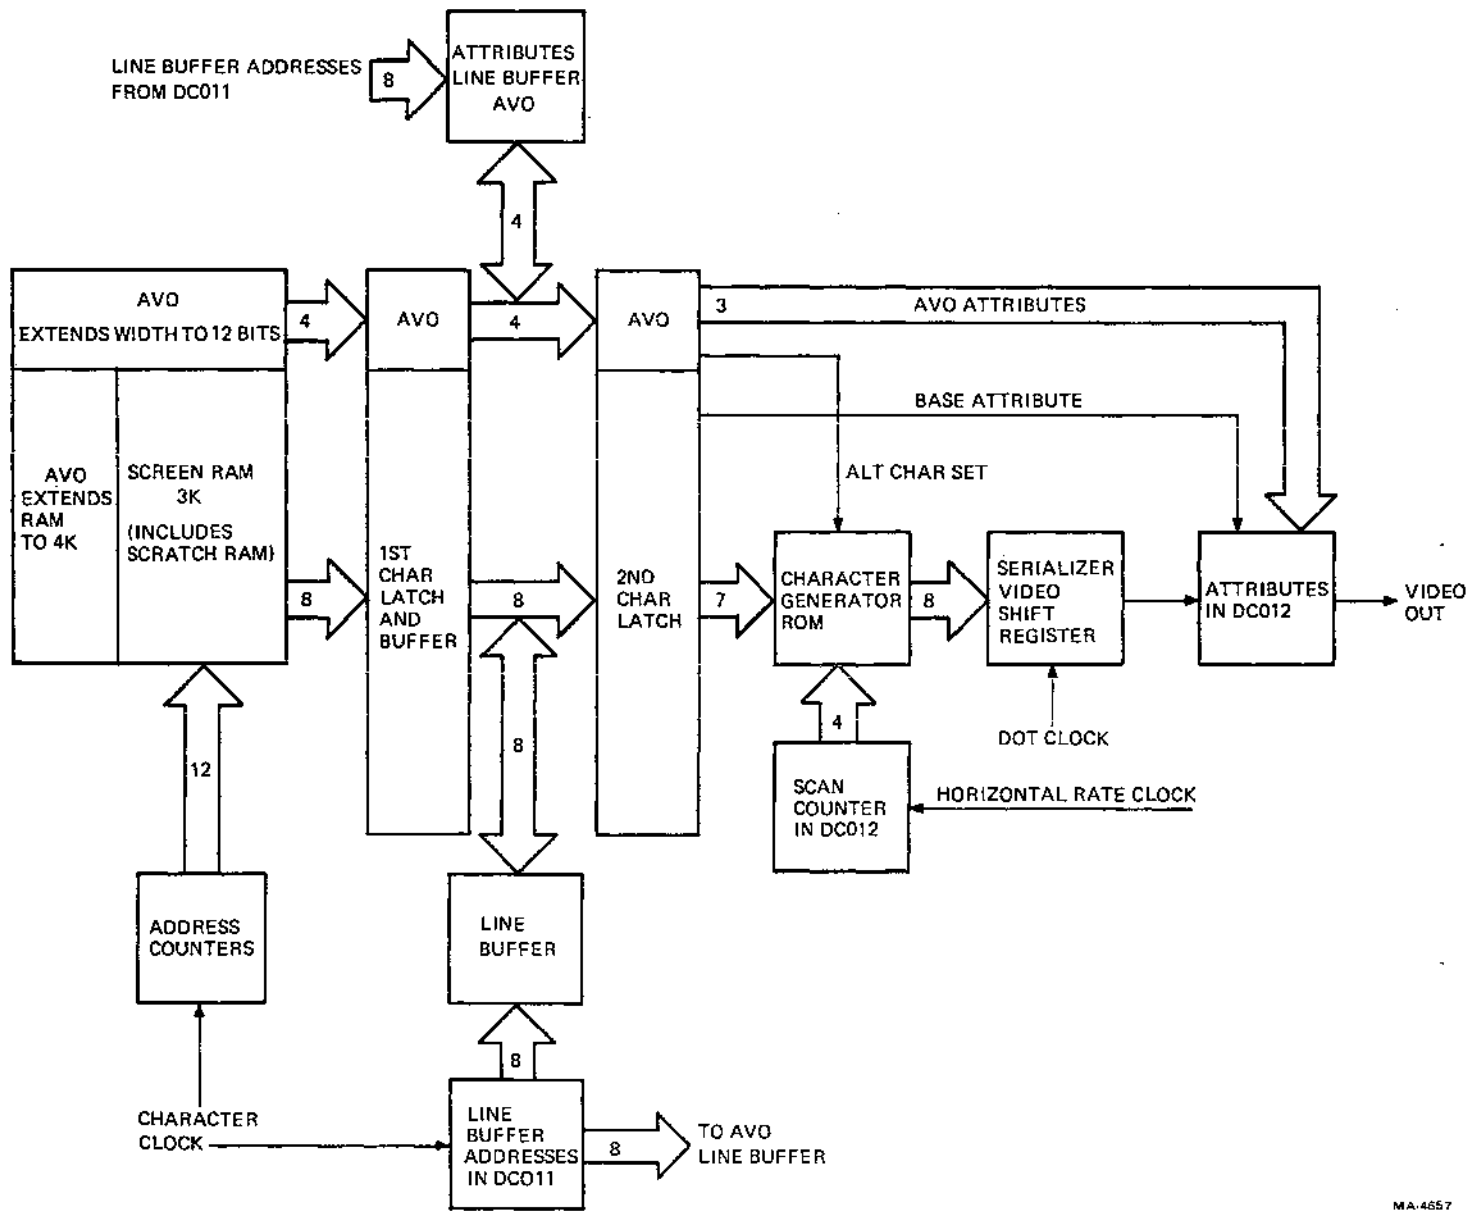 LINE BUFFER ADDRESSES
FROM DC011
8
ATTRIBUTES
LINE BUFFER
AVO
4
AVO
EXTENDS WIDTH TO 12 BITS
4
AVO
4
AVO
3
AVO ATTRIBUTES
BASE ATTRIBUTE
ALT CHAR SET
AVO
EXTENDS
RAM
TO 4K
SCREEN RAM
3K
(INCLUDES
SCRATCH RAM)
8
1ST
CHAR
LATCH
AND
BUFFER
8
2ND
CHAR
LATCH
7
CHARACTER
GENERATOR
ROM
8
SERIALIZER
VIDEO
SHIFT
REGISTER
ATTRIBUTES
IN DC012
VIDEO
OUT
12
8
4
DOT CLOCK
SCAN
COUNTER
IN DC012
HORIZONTAL RATE CLOCK
ADDRESS
COUNTERS
LINE
BUFFER
8
CHARACTER
CLOCK
LINE
BUFFER
ADDRESSES
IN DC011
8
TO AVO
LINE BUFFER
MA-4657